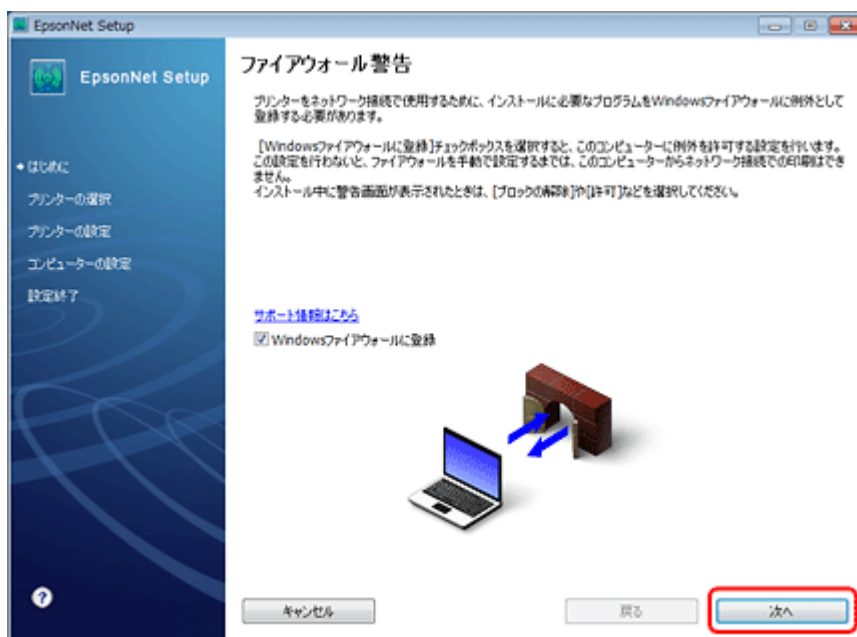 EpsonNet Setup
EpsonNet Setup
はじめに
プリンターの選択
プリンターの設定
コンピューターの設定
設定終了
ファイアウォール警告
プリンターをネットワーク接続で使用するために、インストールに必要なプログラムをWindowsファイアウォールに例外として
登録する必要があります。
[Windowsファイアウォールに登録]チェックボックスを選択すると、このコンピューターに例外を許可する設定を行います。
この設定を行わないと、ファイアウォールを手動で設定するまでは、このコンピューターからネットワーク接続での印刷はでき
ません。
インストール中に警告画面が表示されたときは、[ブロックの解除]や[許可]などを選択してください。
サポート情報はこちら
Windowsファイアウォールに登録
?
キャンセル
戻る
次へ